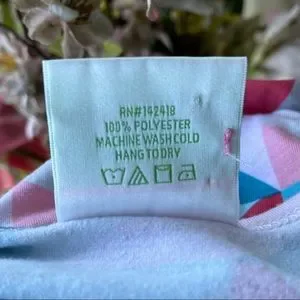 RN#142418
100% POLYESTER
MACHINE WASH COLD
HANG TO DRY